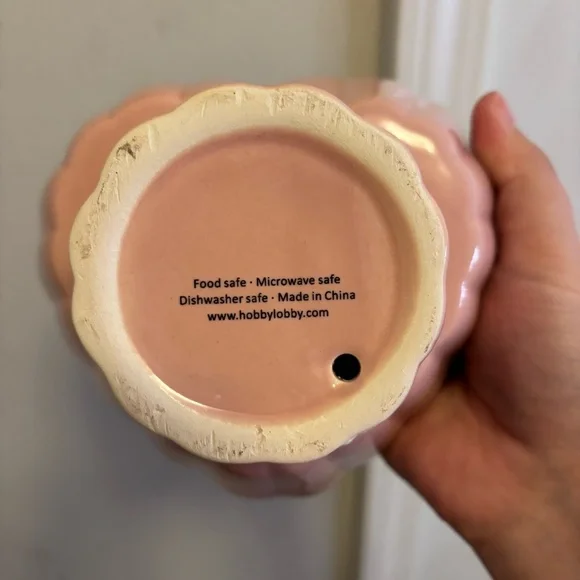 Food safe · Microwave safe
Dishwasher safe · Made in China
www.hobbylobby.com